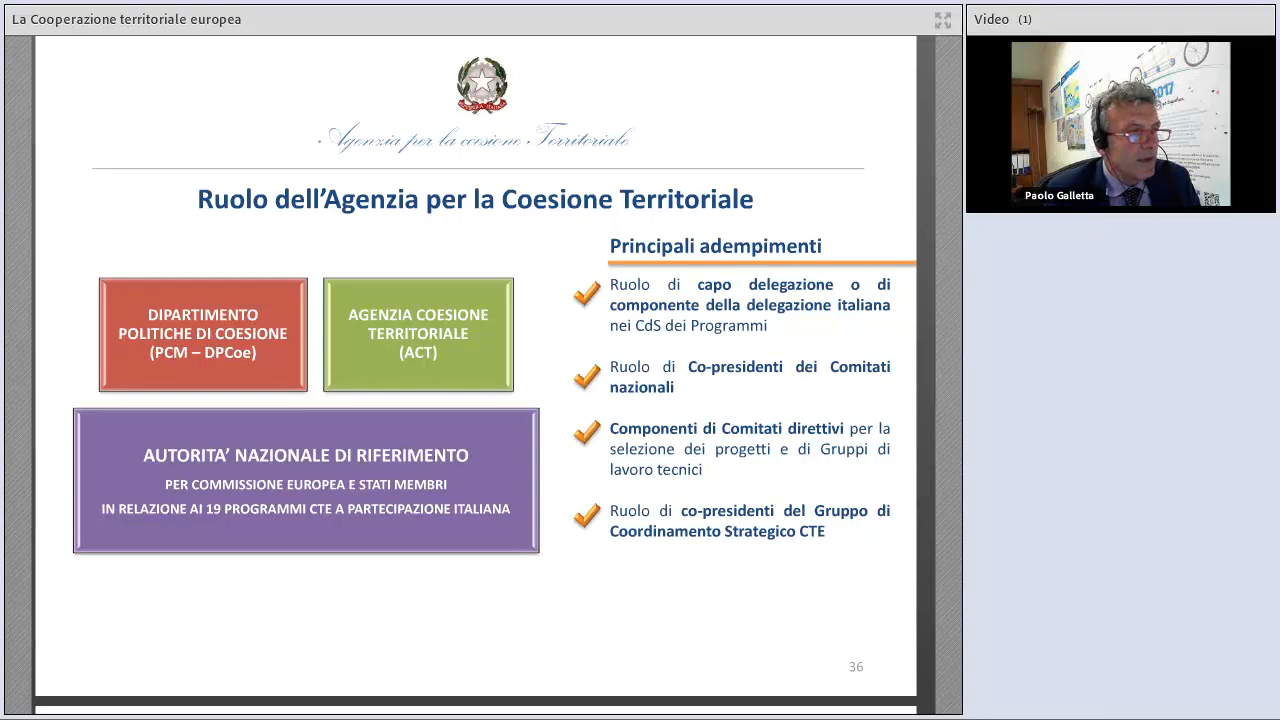 La Cooperazione territoriale europea
Video (1)
Agenzia per la coesione Territoriale
Ruolo dell'Agenzia per la Coesione Territoriale
DIPARTIMENTO
POLITICHE DI COESIONE
(PCM – DPCoe)
AGENZIA COESIONE
TERRITORIALE
(ACT)
AUTORITA' NAZIONALE DI RIFERIMENTO
PER COMMISSIONE EUROPEA E STATI MEMBRI
IN RELAZIONE AI 19 PROGRAMMI CTE A PARTECIPAZIONE ITALIANA
Principali adempimenti
Ruolo di capo delegazione o di
componente della delegazione italiana
nei CdS dei Programmi
Ruolo di Co-presidenti dei Comitati
nazionali
Componenti di Comitati direttivi per la
selezione dei progetti e di Gruppi di
lavoro tecnici
Ruolo di co-presidenti del Gruppo di
Coordinamento Strategico CTE
36
2017
Paolo Galletta